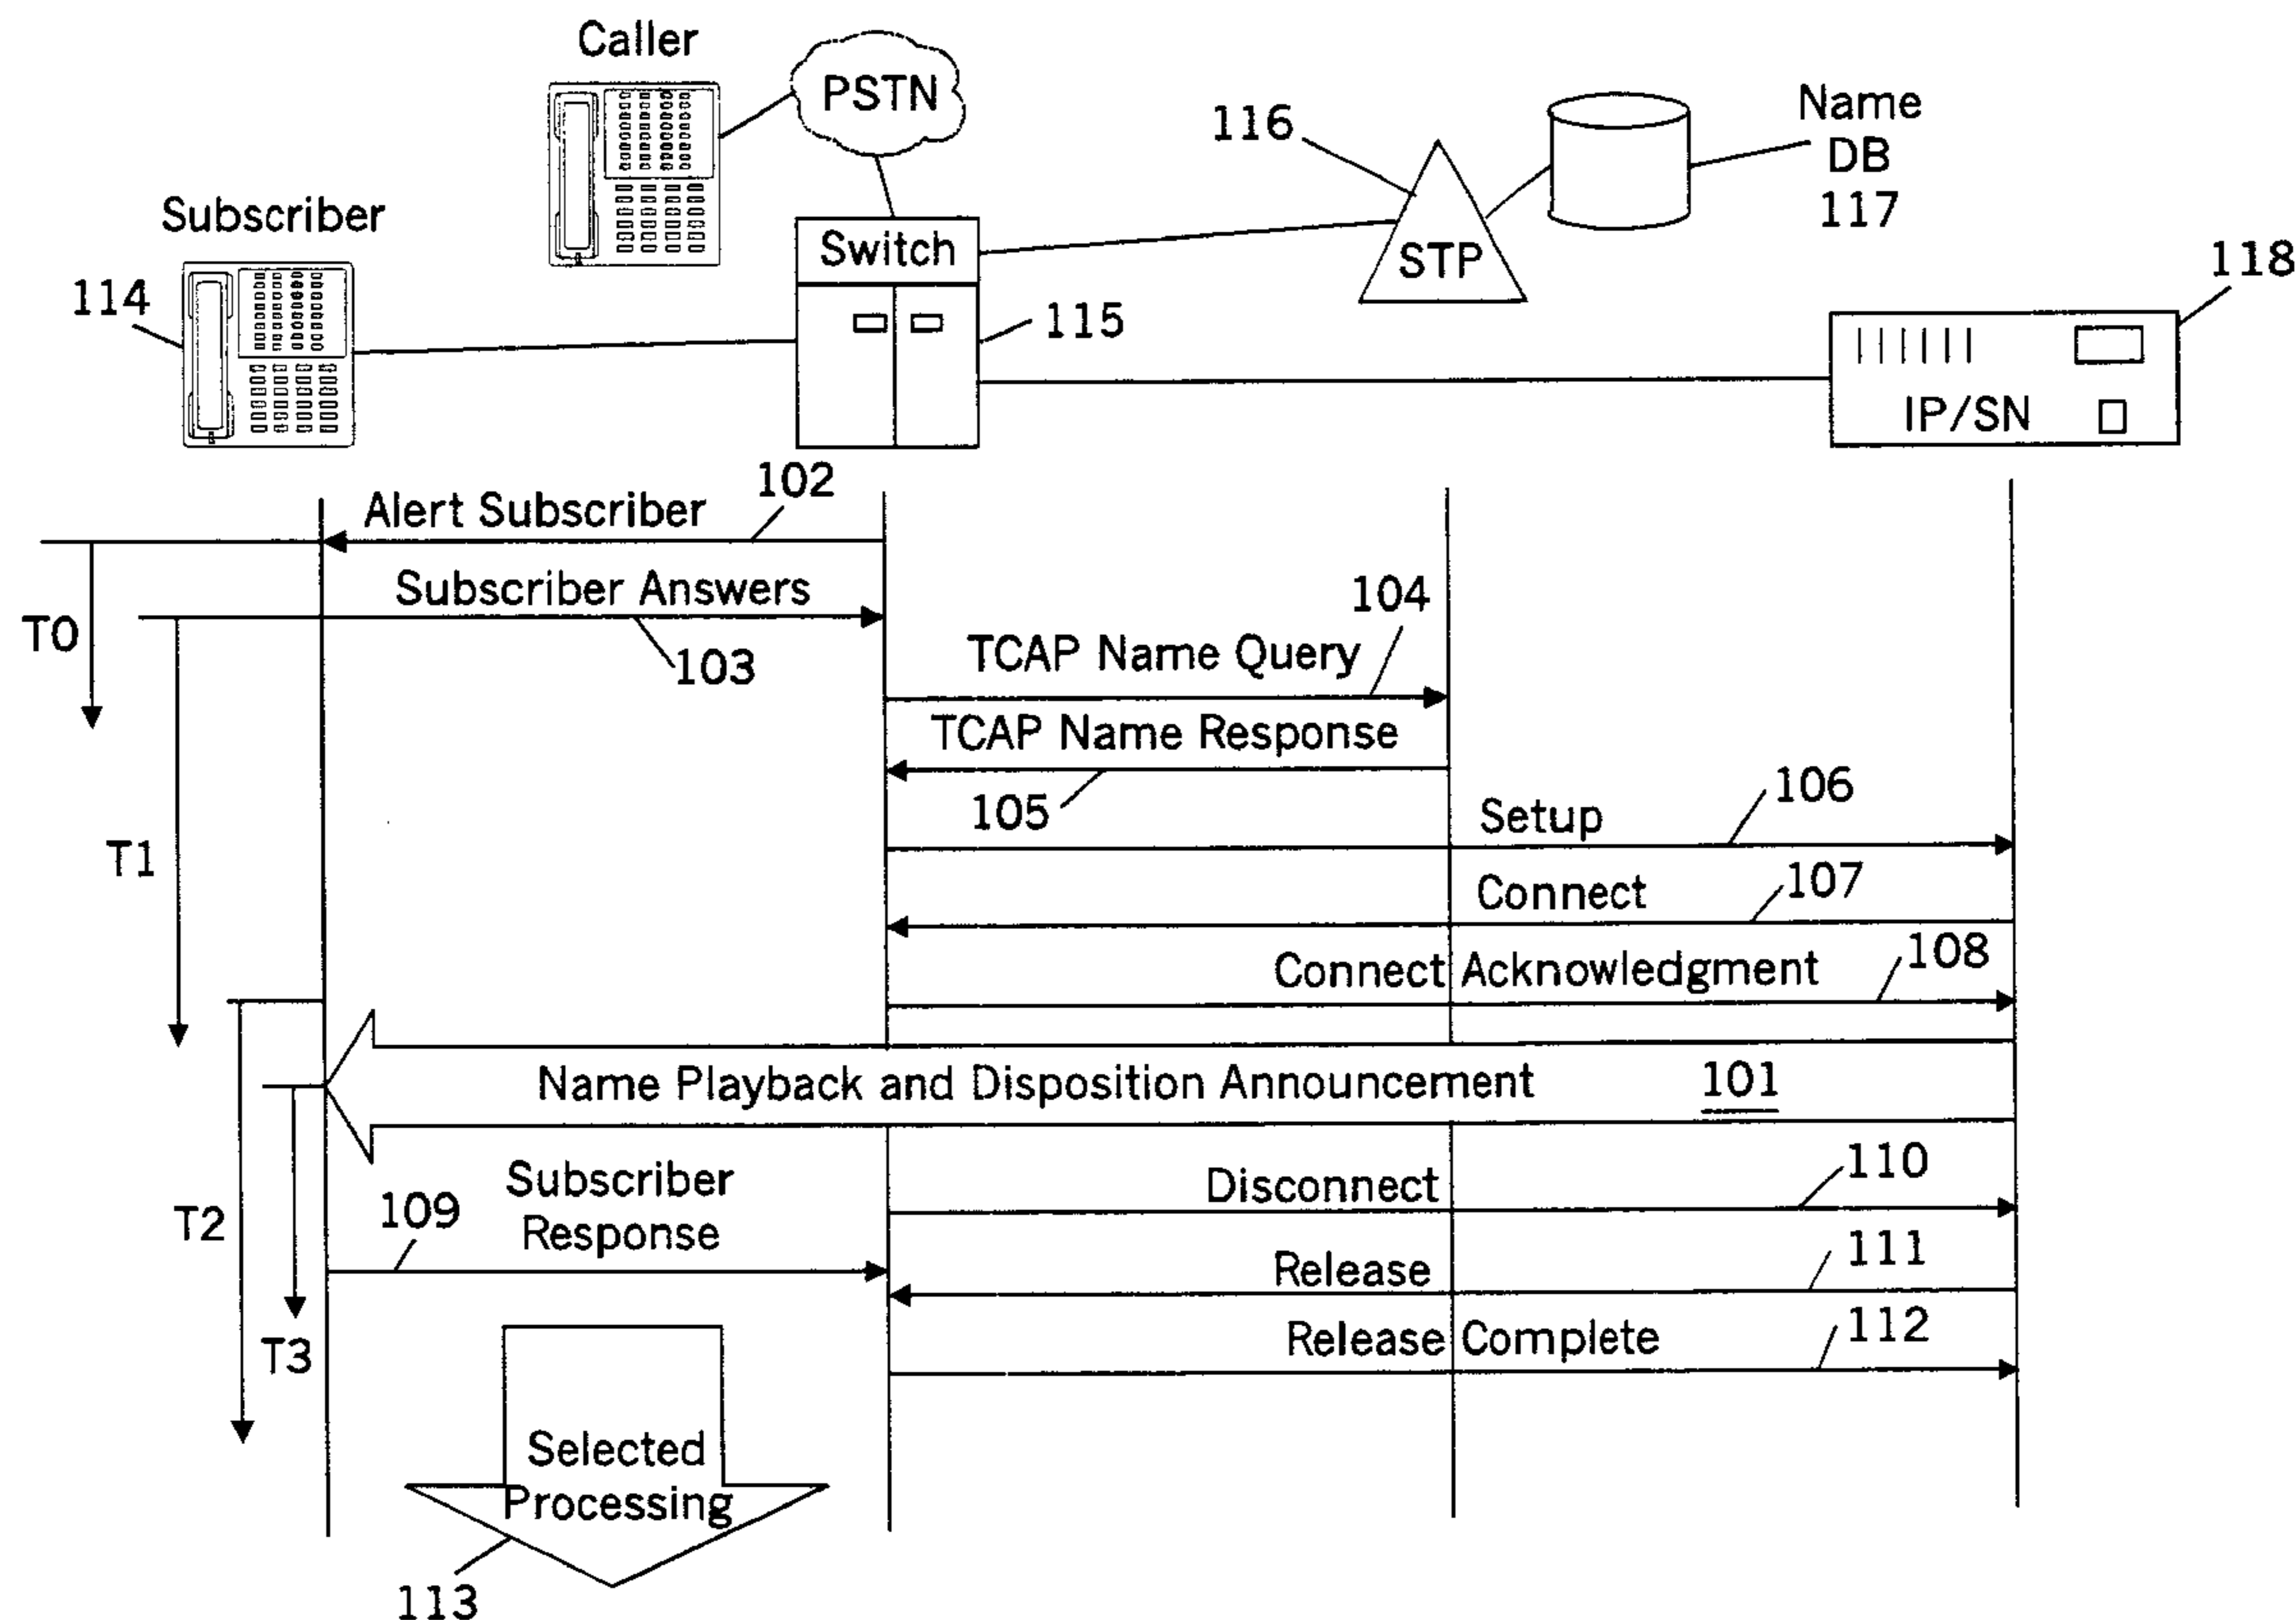 Caller
PSTN
116
Name
DB
117
Subscriber
Switch
STP
118
114
115
IP/SN
102
Alert Subscriber
Subscriber Answers
104
T0
103
TCAP Name Query
TCAP Name Response
105
106
Setup
T1
107
Connect
108
Connect Acknowledgment
Name Playback and Disposition Announcement 101
Subscriber
Response
110
Disconnect
T2
109
111
Release
T3
112
Release Complete
Selected
Processing
113